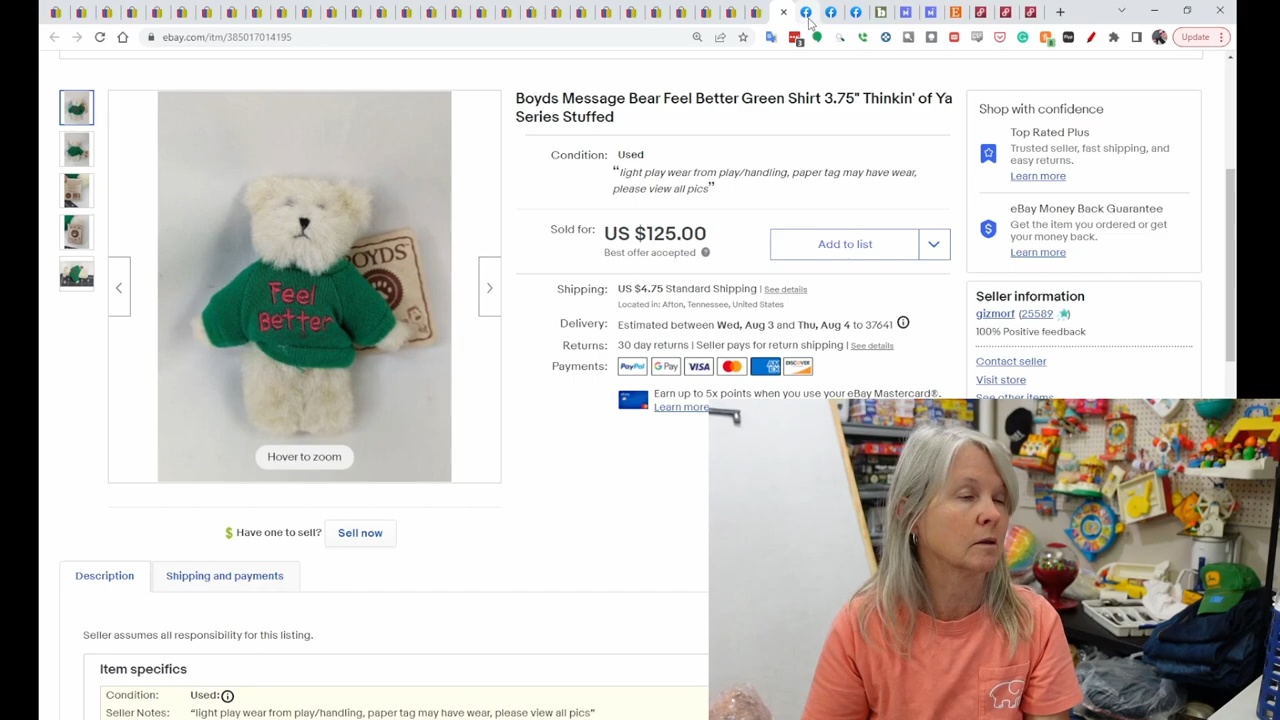 ebay.com/itm/385017014195
3
8
Update
Boyds Message Bear Feel Better Green Shirt 3.75" Thinkin' of Ya
Series Stuffed
Condition: Used
“light play wear from play/handling, paper tag may have wear,
please view all pics”
Sold for: US $125.00
Best offer accepted
Add to list
Shipping: US $4.75 Standard Shipping | See details
Located in: Afton, Tennessee, United States
Delivery: Estimated between Wed, Aug 3 and Thu, Aug 4 to 37641
Returns: 30 day returns | Seller pays for return shipping | See details
Payments: PayPal G Pay VISA DISCOVER
Earn up to 5x points when you use your eBay Mastercard®.
Learn more
Shop with confidence
Top Rated Plus
Trusted seller, fast shipping, and
easy returns.
Learn more
eBay Money Back Guarantee
Get the item you ordered or
get your money back.
Learn more
Seller information
gizmorf (25589)
100% Positive feedback
Contact seller
Visit store
See other items
BOYDS
Feel
Better
Hover to zoom
Have one to sell? Sell now
Description
Shipping and payments
Seller assumes all responsibility for this listing.
Item specifics
Condition: Used:
Seller Notes: “light play wear from play/handling, paper tag may have wear, please view all pics”